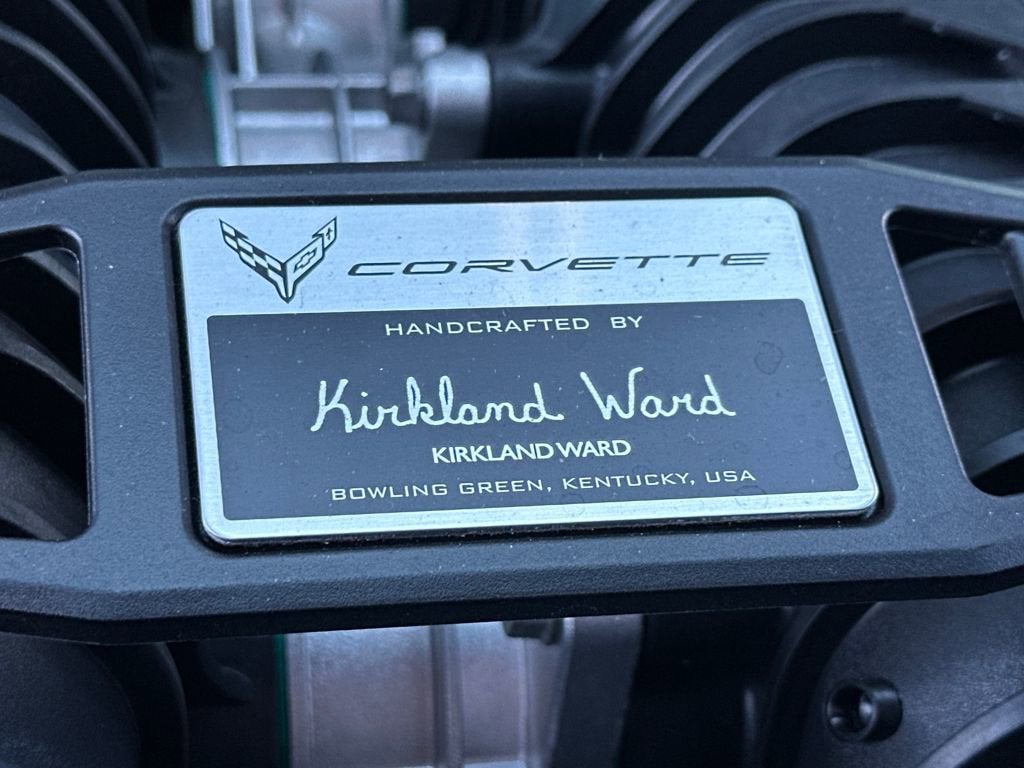 CORVETTE
HANDCRAFTED BY
Kirkland Ward
KIRKLAND WARD
BOWLING GREEN, KENTUCKY, USA